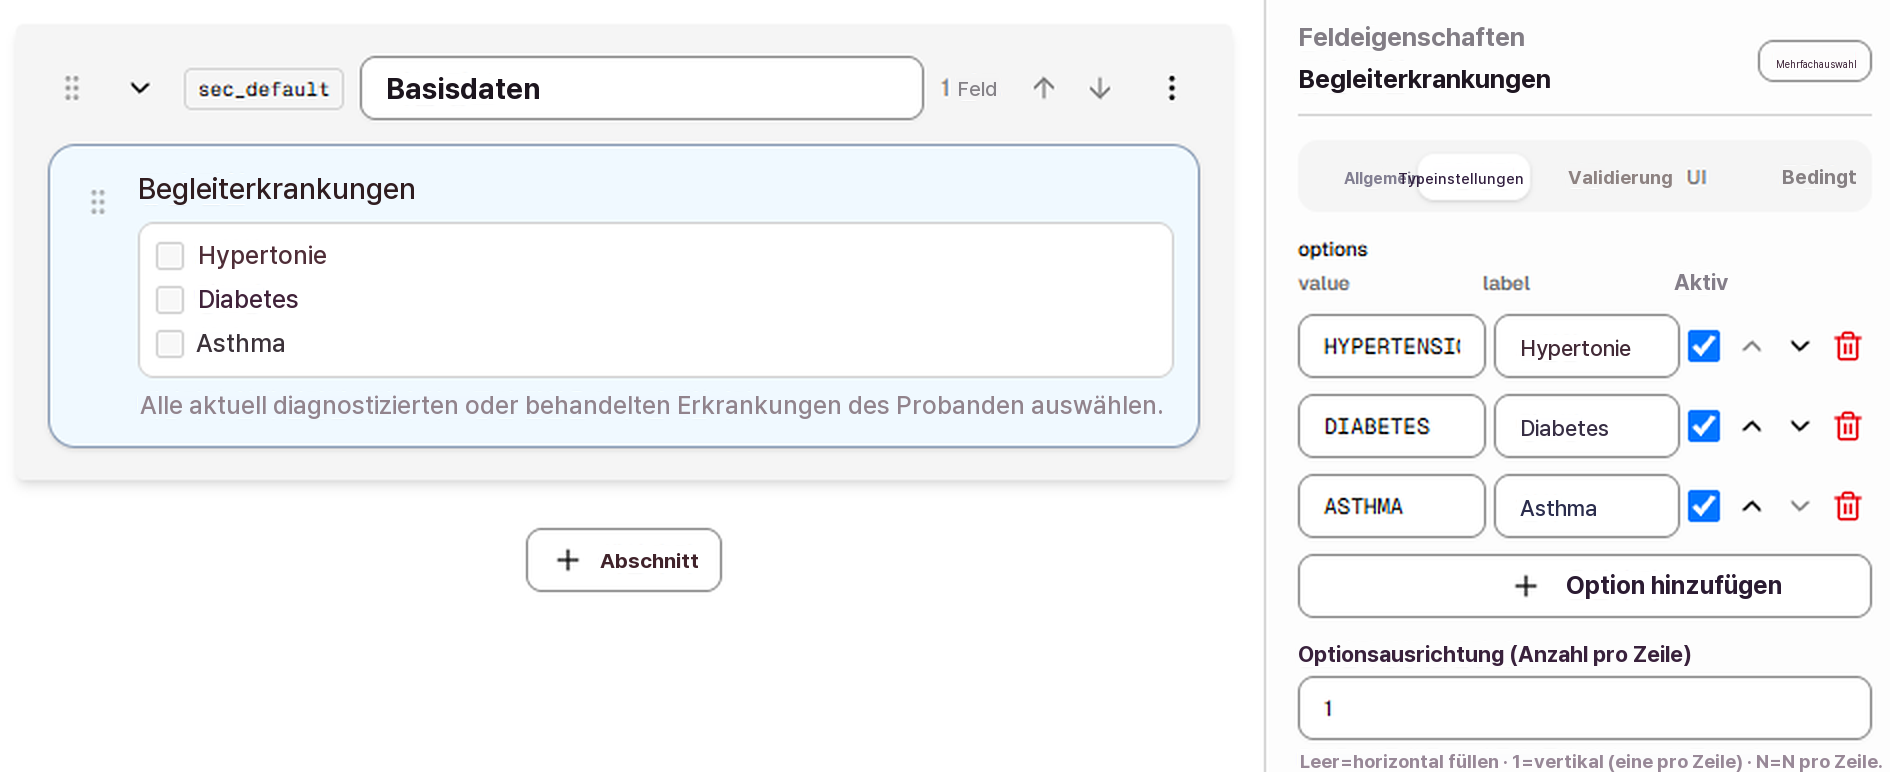 sec_default
Basisdaten
1 Feld
Begleiterkrankungen
Hypertonie
Diabetes
Asthma
Alle aktuell diagnostizierten oder behandelten Erkrankungen des Probanden auswählen.
Abschnitt
Feldeigenschaften
Begleiterkrankungen
Mehrfachauswahl
Allgemein Typeinstellungen Validierung UI Bedingt
options
value label Aktiv
HYPERTENSIO Hypertonie
DIABETES Diabetes
ASTHMA Asthma
Option hinzufügen
Optionsausrichtung (Anzahl pro Zeile)
1
Leer=horizontal füllen · 1=vertikal (eine pro Zeile) · N=N pro Zeile.